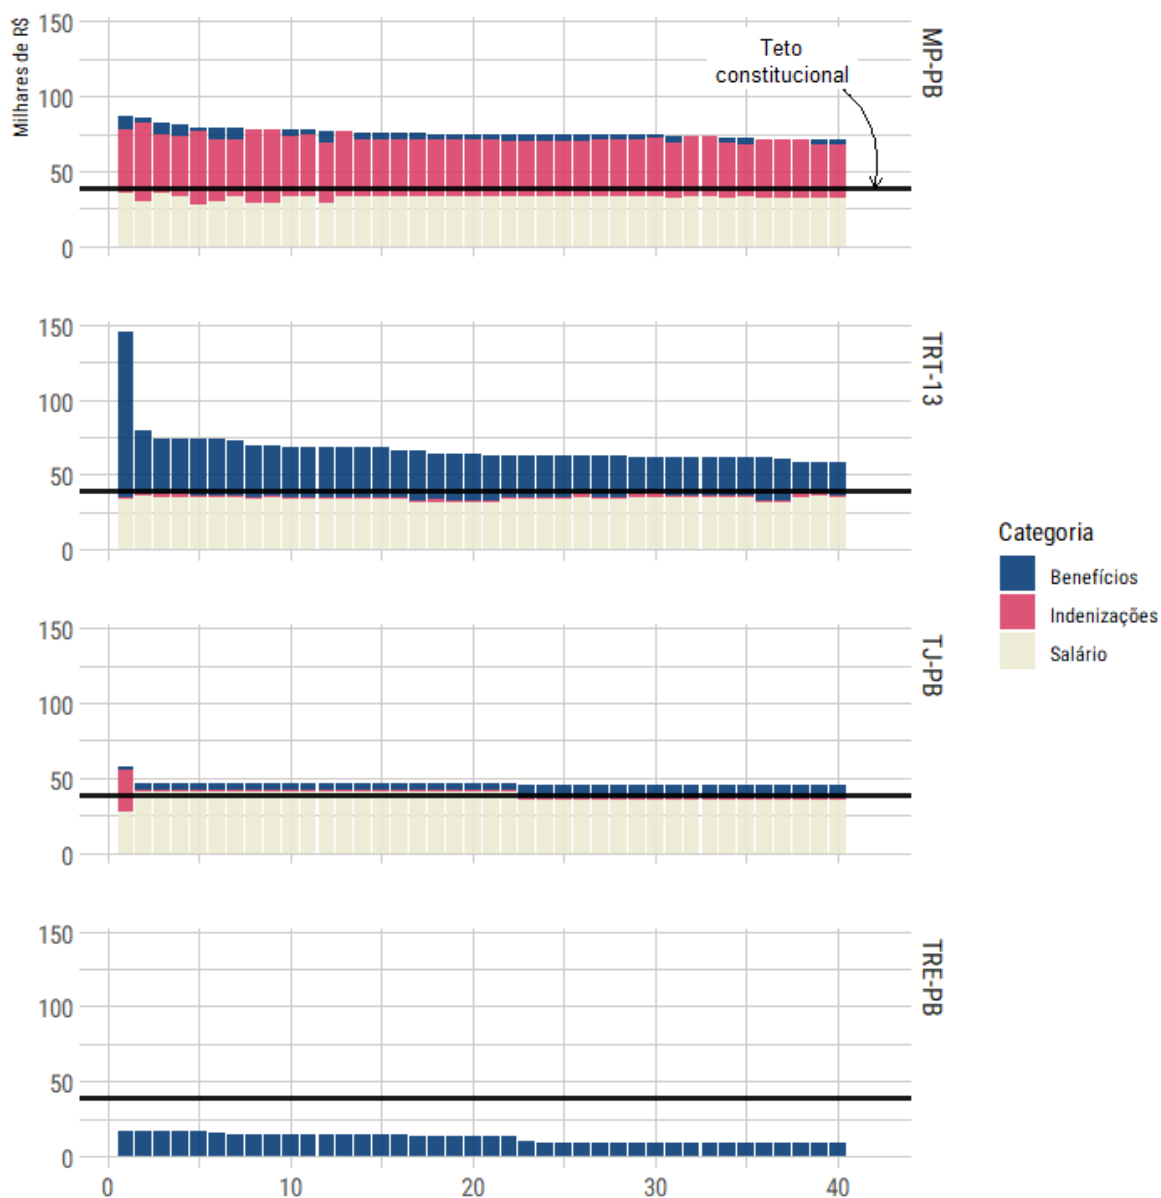 Milhares de R$
150
100
50
0
Teto
constitucional
MP-PB
150
100
50
0
TRT-13
150
100
50
0
TJ-PB
150
100
50
0
TRE-PB
0
10
20
30
40
Categoria
Benefícios
Indenizações
Salário